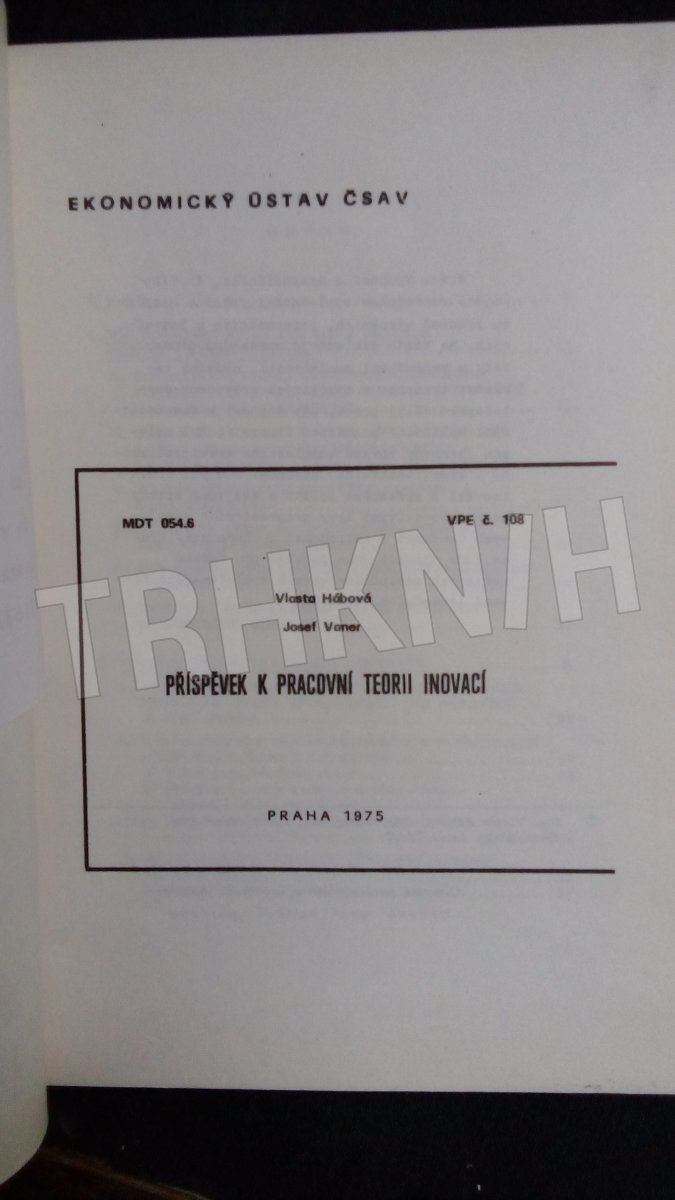 EKONOMICKÝ ÚSTAV ČSAV
MDT 054.6
VPE č. 108
TRHKNIH
Vlasta Hábová
Josef Vaner
PŘÍSPĚVEK K PRACOVNÍ TEORII INOVACÍ
PRAHA 1975